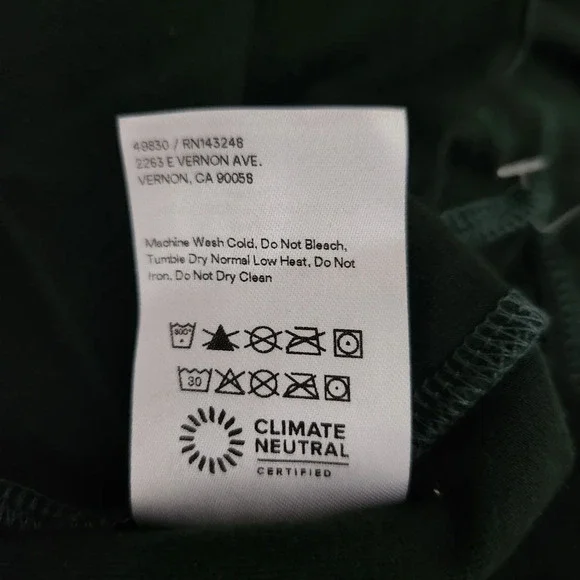 49830 / RN143248
2263 E VERNON AVE.
VERNON, CA 90058
Machine Wash Cold, Do Not Bleach,
Tumble Dry Normal Low Heat, Do Not
Iron, Do Not Dry Clean
30
CLIMATE
NEUTRAL
CERTIFIED